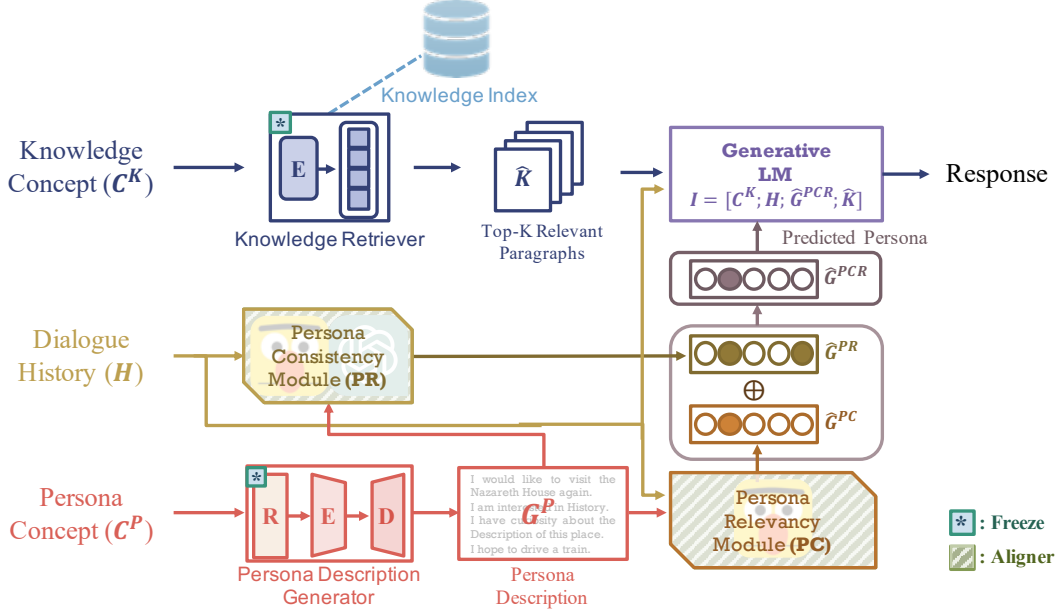 Knowledge Index
Knowledge
Concept (C^K)
*
E
Knowledge Retriever
K̂
Top-K Relevant
Paragraphs
Generative
LM
I = [C^K; H; Ĝ^PCR; K̂]
Response
Predicted Persona
Ĝ^PCR
Dialogue
History (H)
Persona
Consistency
Module (PR)
Ĝ^PR
⊕
Ĝ^PC
Persona
Concept (C^P)
*
R
E
D
Persona Description
Generator
I would like to visit the
Nazareth House again.
I am interested in History.
I have curiosity about the
Description of this place.
I hope to drive a train.
G^P
Persona
Description
Persona
Relevancy
Module (PC)
* : Freeze
: Aligner